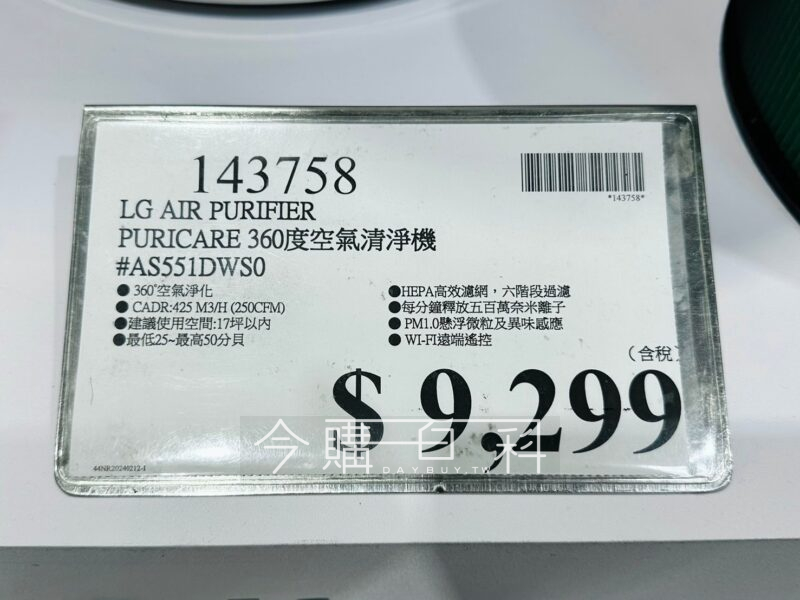 143758
*143758*
LG AIR PURIFIER
PURICARE 360度空氣清淨機
#AS551DWS0
● 360°空氣淨化
● CADR:425 M3/H (250CFM)
●建議使用空間:17坪以內
●最低25~最高50分貝
●HEPA高效濾網，六階段過濾
●每分鐘釋放五百萬奈米離子
● PM1.0懸浮微粒及異味感應
● WI-FI遠端遙控
（含稅）
$ 9,299
今購百科
DAYBUY.TW
44NR20240212-1